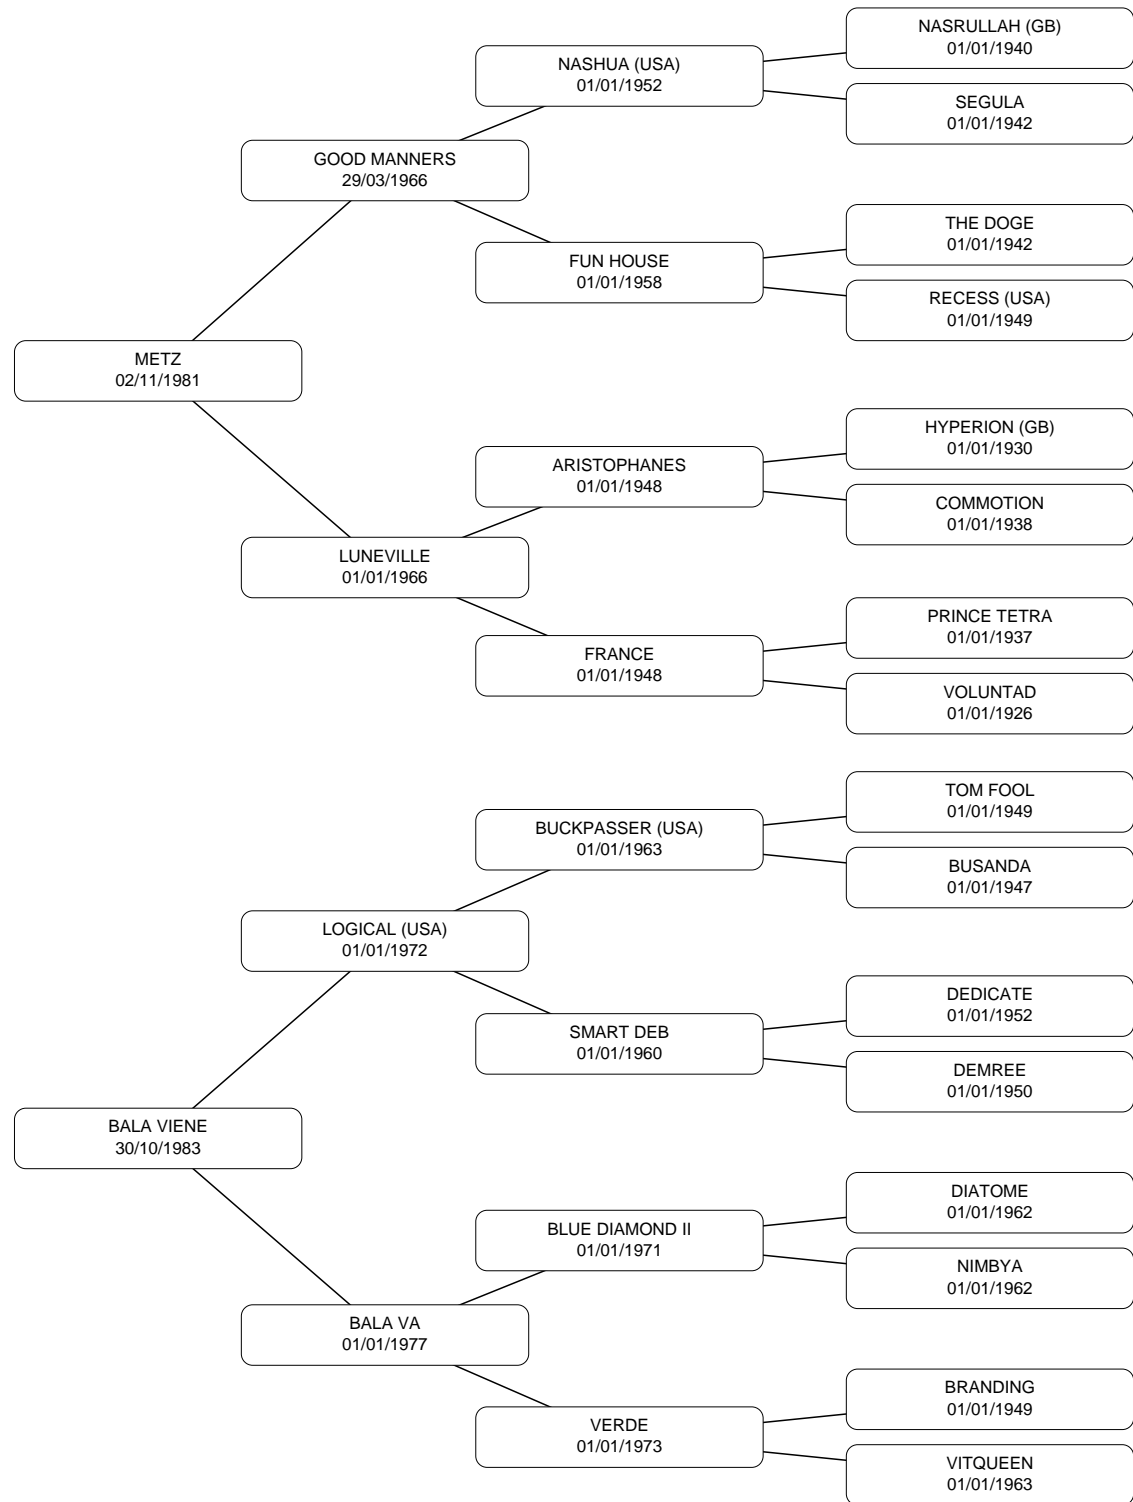 NASRULLAH (GB)
01/01/1940
NASHUA (USA)
01/01/1952
SEGULA
01/01/1942
GOOD MANNERS
29/03/1966
THE DOGE
01/01/1942
FUN HOUSE
01/01/1958
RECESS (USA)
01/01/1949
METZ
02/11/1981
HYPERION (GB)
01/01/1930
ARISTOPHANES
01/01/1948
COMMOTION
01/01/1938
LUNEVILLE
01/01/1966
PRINCE TETRA
01/01/1937
FRANCE
01/01/1948
VOLUNTAD
01/01/1926
TOM FOOL
01/01/1949
BUCKPASSER (USA)
01/01/1963
BUSANDA
01/01/1947
LOGICAL (USA)
01/01/1972
DEDICATE
01/01/1952
SMART DEB
01/01/1960
DEMREE
01/01/1950
BALA VIENE
30/10/1983
DIATOME
01/01/1962
BLUE DIAMOND II
01/01/1971
NIMBYA
01/01/1962
BALA VA
01/01/1977
BRANDING
01/01/1949
VERDE
01/01/1973
VITQUEEN
01/01/1963